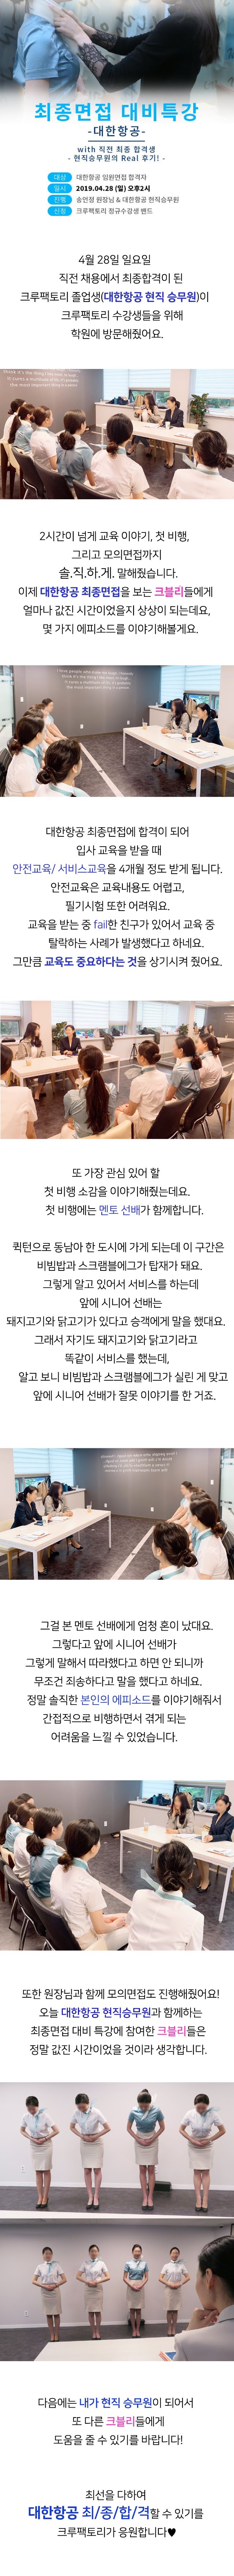 최종면접 대비특강
-대한항공-
with 직전 최종 합격생
- 현직승무원의 Real 후기! -
대상 대한항공 임원면접 합격자
일시 2019.04.28 (일) 오후2시
진행 송언정 원장님 & 대한항공 현직승무원
신청 크루팩토리 정규수강생 밴드
4월 28일 일요일
직전 채용에서 최종합격이 된
크루팩토리 졸업생(대한항공 현직 승무원)이
크루팩토리 수강생들을 위해
학원에 방문해줬어요.
2시간이 넘게 교육 이야기, 첫 비행,
그리고 모의면접까지
솔.직.하.게. 말해줬습니다.
이제 대한항공 최종면접을 보는 크블리들에게
얼마나 값진 시간이었을지 상상이 되는데요,
몇 가지 에피소드를 이야기해볼게요.
대한항공 최종면접에 합격이 되어
입사 교육을 받을 때
안전교육/ 서비스교육을 4개월 정도 받게 됩니다.
안전교육은 교육내용도 어렵고,
필기시험 또한 어려워요.
교육을 받는 중 fail한 친구가 있어서 교육 중
탈락하는 사례가 발생했다고 하네요.
그만큼 교육도 중요하다는 것을 상기시켜 줬어요.
또 가장 관심 있어 할
첫 비행 소감을 이야기해줬는데요.
첫 비행에는 멘토 선배가 함께합니다.
퀵턴으로 동남아 한 도시에 가게 되는데 이 구간은
비빔밥과 스크램블에그가 탑재가 돼요.
그렇게 알고 있어서 서비스를 하는데
앞에 시니어 선배는
돼지고기와 닭고기가 있다고 승객에게 말을 했대요.
그래서 자기도 돼지고기와 닭고기라고
똑같이 서비스를 했는데,
알고 보니 비빔밥과 스크램블에그가 실린 게 맞고
앞에 시니어 선배가 잘못 이야기를 한 거죠.
그걸 본 멘토 선배에게 엄청 혼이 났대요.
그렇다고 앞에 시니어 선배가
그렇게 말해서 따라했다고 하면 안 되니까
무조건 죄송하다고 말을 했다고 하네요.
정말 솔직한 본인의 에피소드를 이야기해줘서
간접적으로 비행하면서 겪게 되는
어려움을 느낄 수 있었습니다.
또한 원장님과 함께 모의면접도 진행해줬어요!
오늘 대한항공 현직승무원과 함께하는
최종면접 대비 특강에 참여한 크블리들은
정말 값진 시간이었을 것이라 생각합니다.
다음에는 내가 현직 승무원이 되어서
또 다른 크블리들에게
도움을 줄 수 있기를 바랍니다!
최선을 다하여
대한항공 최/종/합/격할 수 있기를
크루팩토리가 응원합니다♥